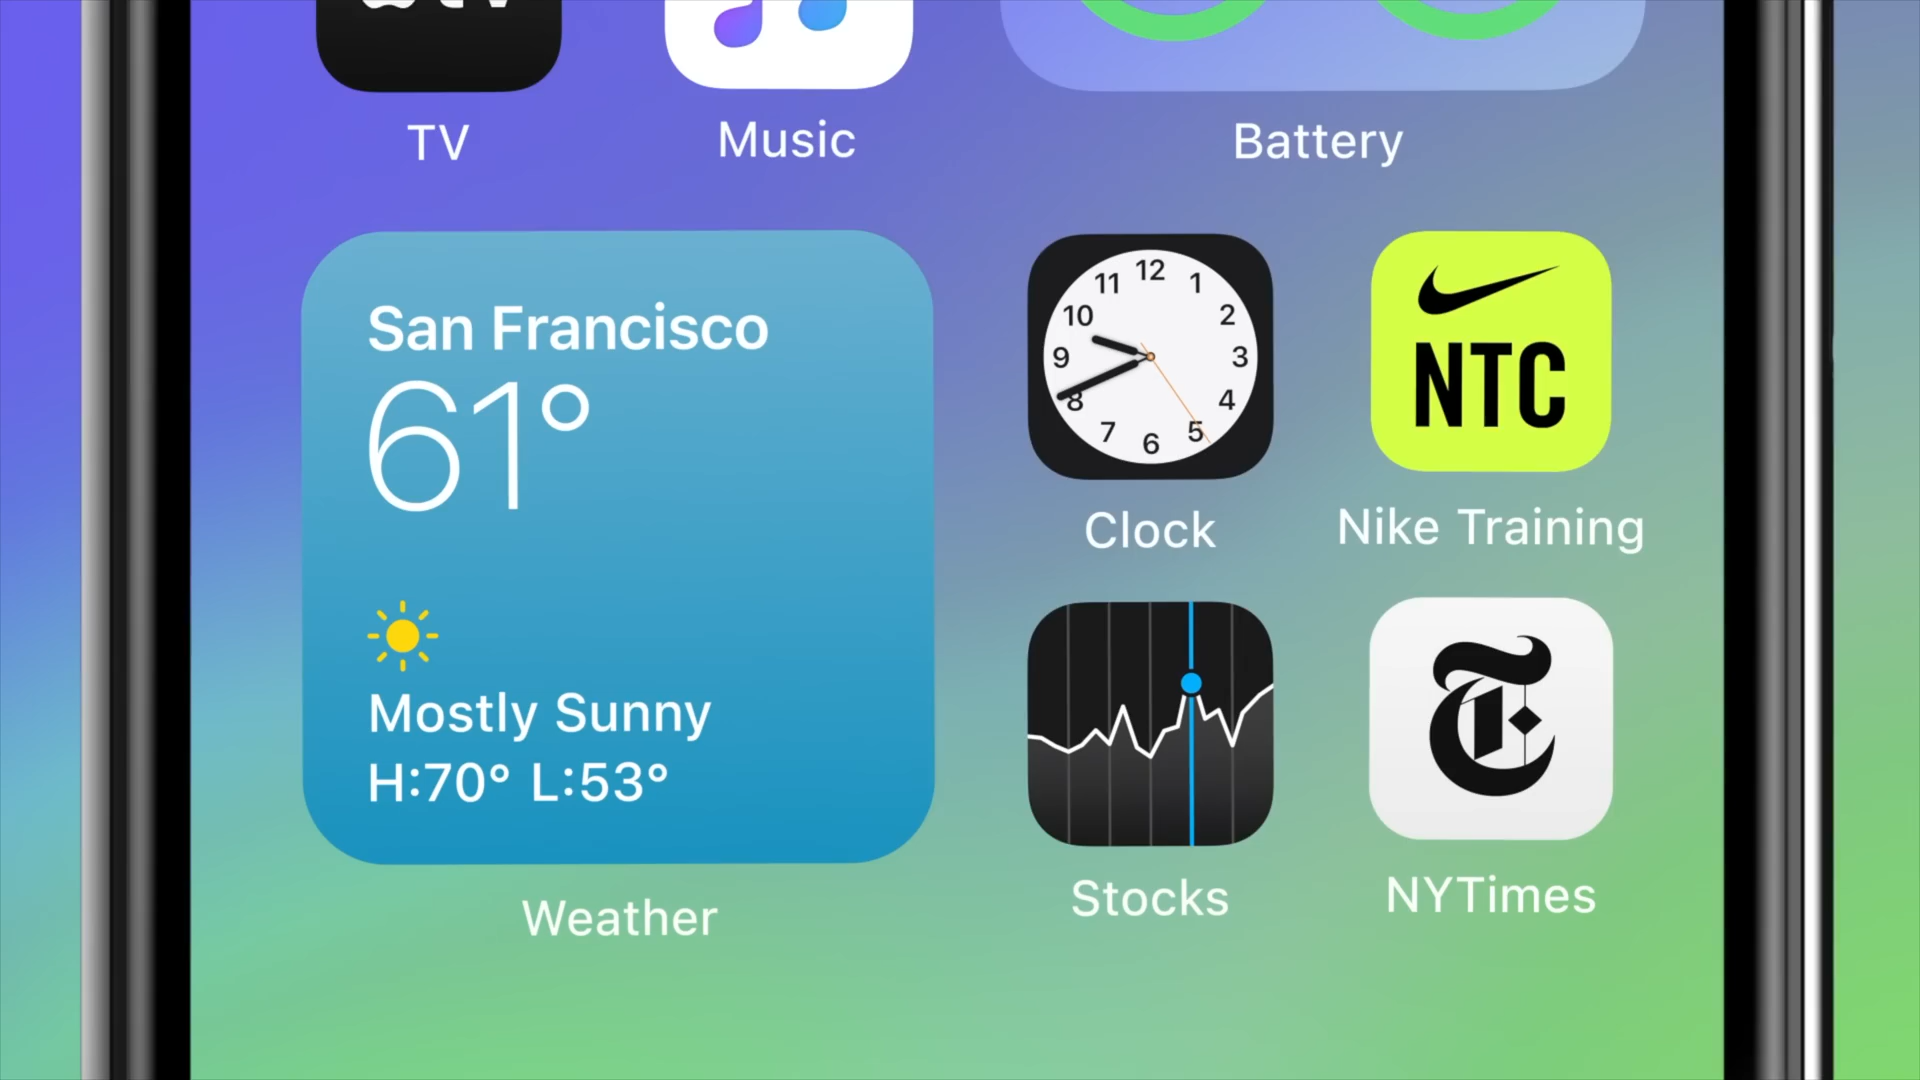 tv
TV
Music
Battery
San Francisco
61°
Mostly Sunny
H:70° L:53°
Weather
12
11
1
10
2
9
3
8
4
7
5
6
Clock
NTC
Nike Training
Stocks
T
NYTimes